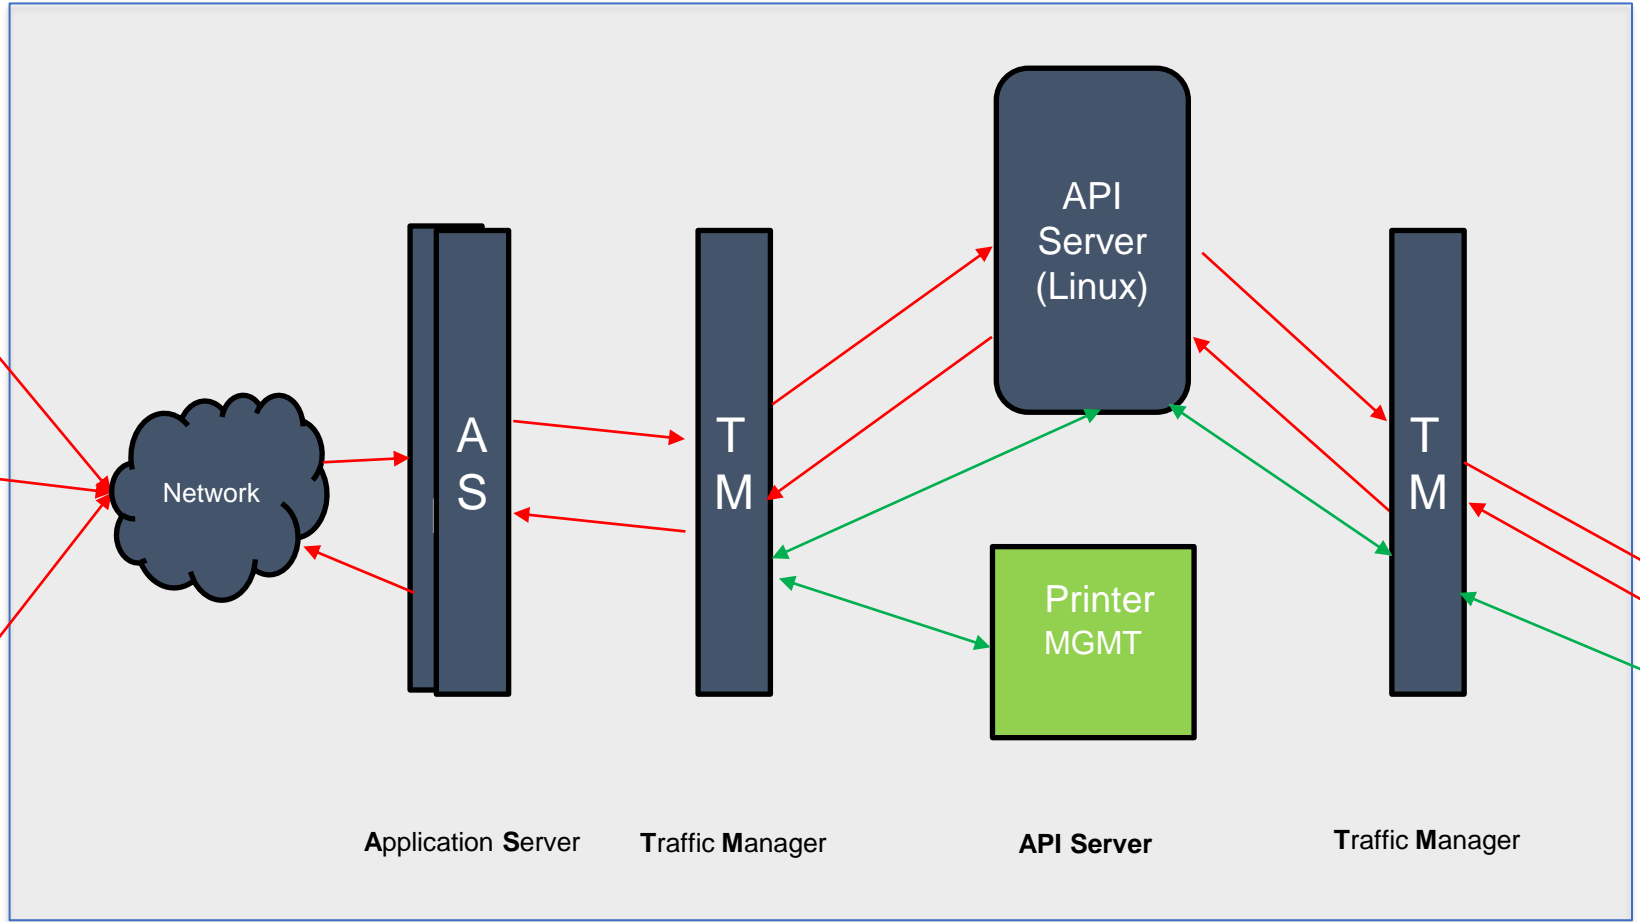 API
Server
(Linux)
A
S
T
M
T
M
Network
Printer
MGMT
Application Server
Traffic Manager
API Server
Traffic Manager